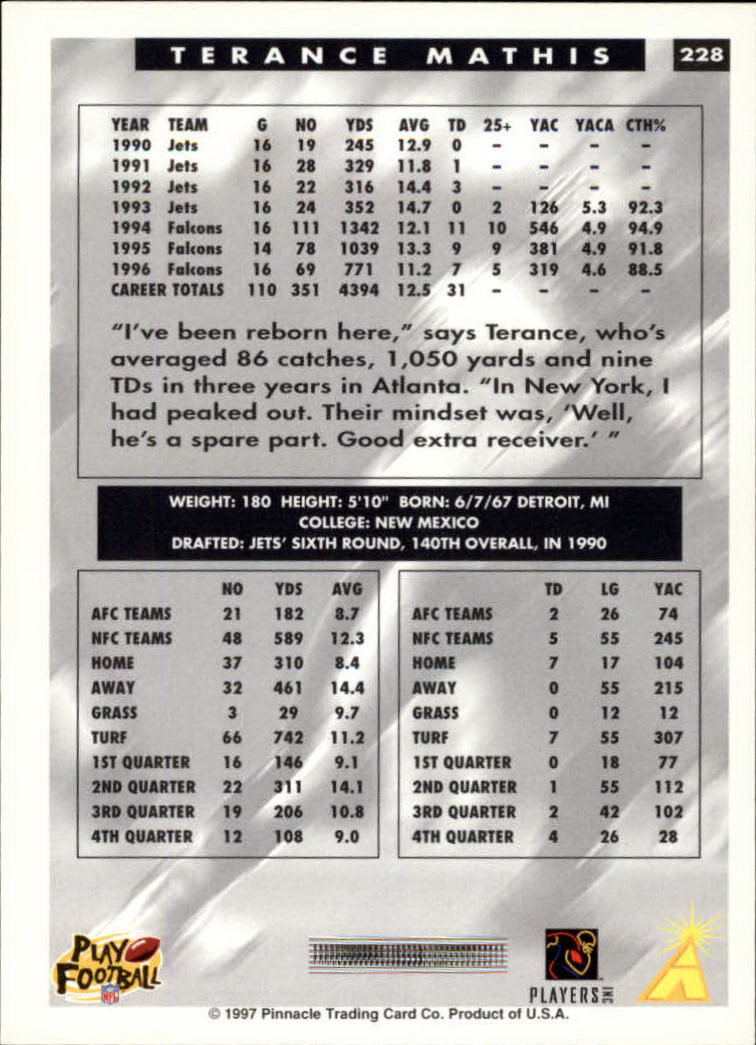 TERANCE MATHIS 228
YEAR TEAM G NO YDS AVG TD 25+ YAC YACA CTH%
1990 Jets 16 19 245 12.9 0 - - - -
1991 Jets 16 28 329 11.8 1 - - - -
1992 Jets 16 22 316 14.4 3 - - - -
1993 Jets 16 24 352 14.7 0 2 126 5.3 92.3
1994 Falcons 16 111 1342 12.1 11 10 546 4.9 94.9
1995 Falcons 14 78 1039 13.3 9 9 381 4.9 91.8
1996 Falcons 16 69 771 11.2 7 5 319 4.6 88.5
CAREER TOTALS 110 351 4394 12.5 31 - - - -
"I've been reborn here," says Terance, who's
averaged 86 catches, 1,050 yards and nine
TDs in three years in Atlanta. "In New York, I
had peaked out. Their mindset was, 'Well,
he's a spare part. Good extra receiver.' "
WEIGHT: 180 HEIGHT: 5'10" BORN: 6/7/67 DETROIT, MI
COLLEGE: NEW MEXICO
DRAFTED: JETS' SIXTH ROUND, 140TH OVERALL, IN 1990
NO YDS AVG
AFC TEAMS 21 182 8.7
NFC TEAMS 48 589 12.3
HOME 37 310 8.4
AWAY 32 461 14.4
GRASS 3 29 9.7
TURF 66 742 11.2
1ST QUARTER 16 146 9.1
2ND QUARTER 22 311 14.1
3RD QUARTER 19 206 10.8
4TH QUARTER 12 108 9.0
TD LG YAC
AFC TEAMS 2 26 74
NFC TEAMS 5 55 245
HOME 7 17 104
AWAY 0 55 215
GRASS 0 12 12
TURF 7 55 307
1ST QUARTER 0 18 77
2ND QUARTER 1 55 112
3RD QUARTER 2 42 102
4TH QUARTER 4 26 28
PLAY
FOOTBALL
NFL
PLAYERS INC
© 1997 Pinnacle Trading Card Co. Product of U.S.A.